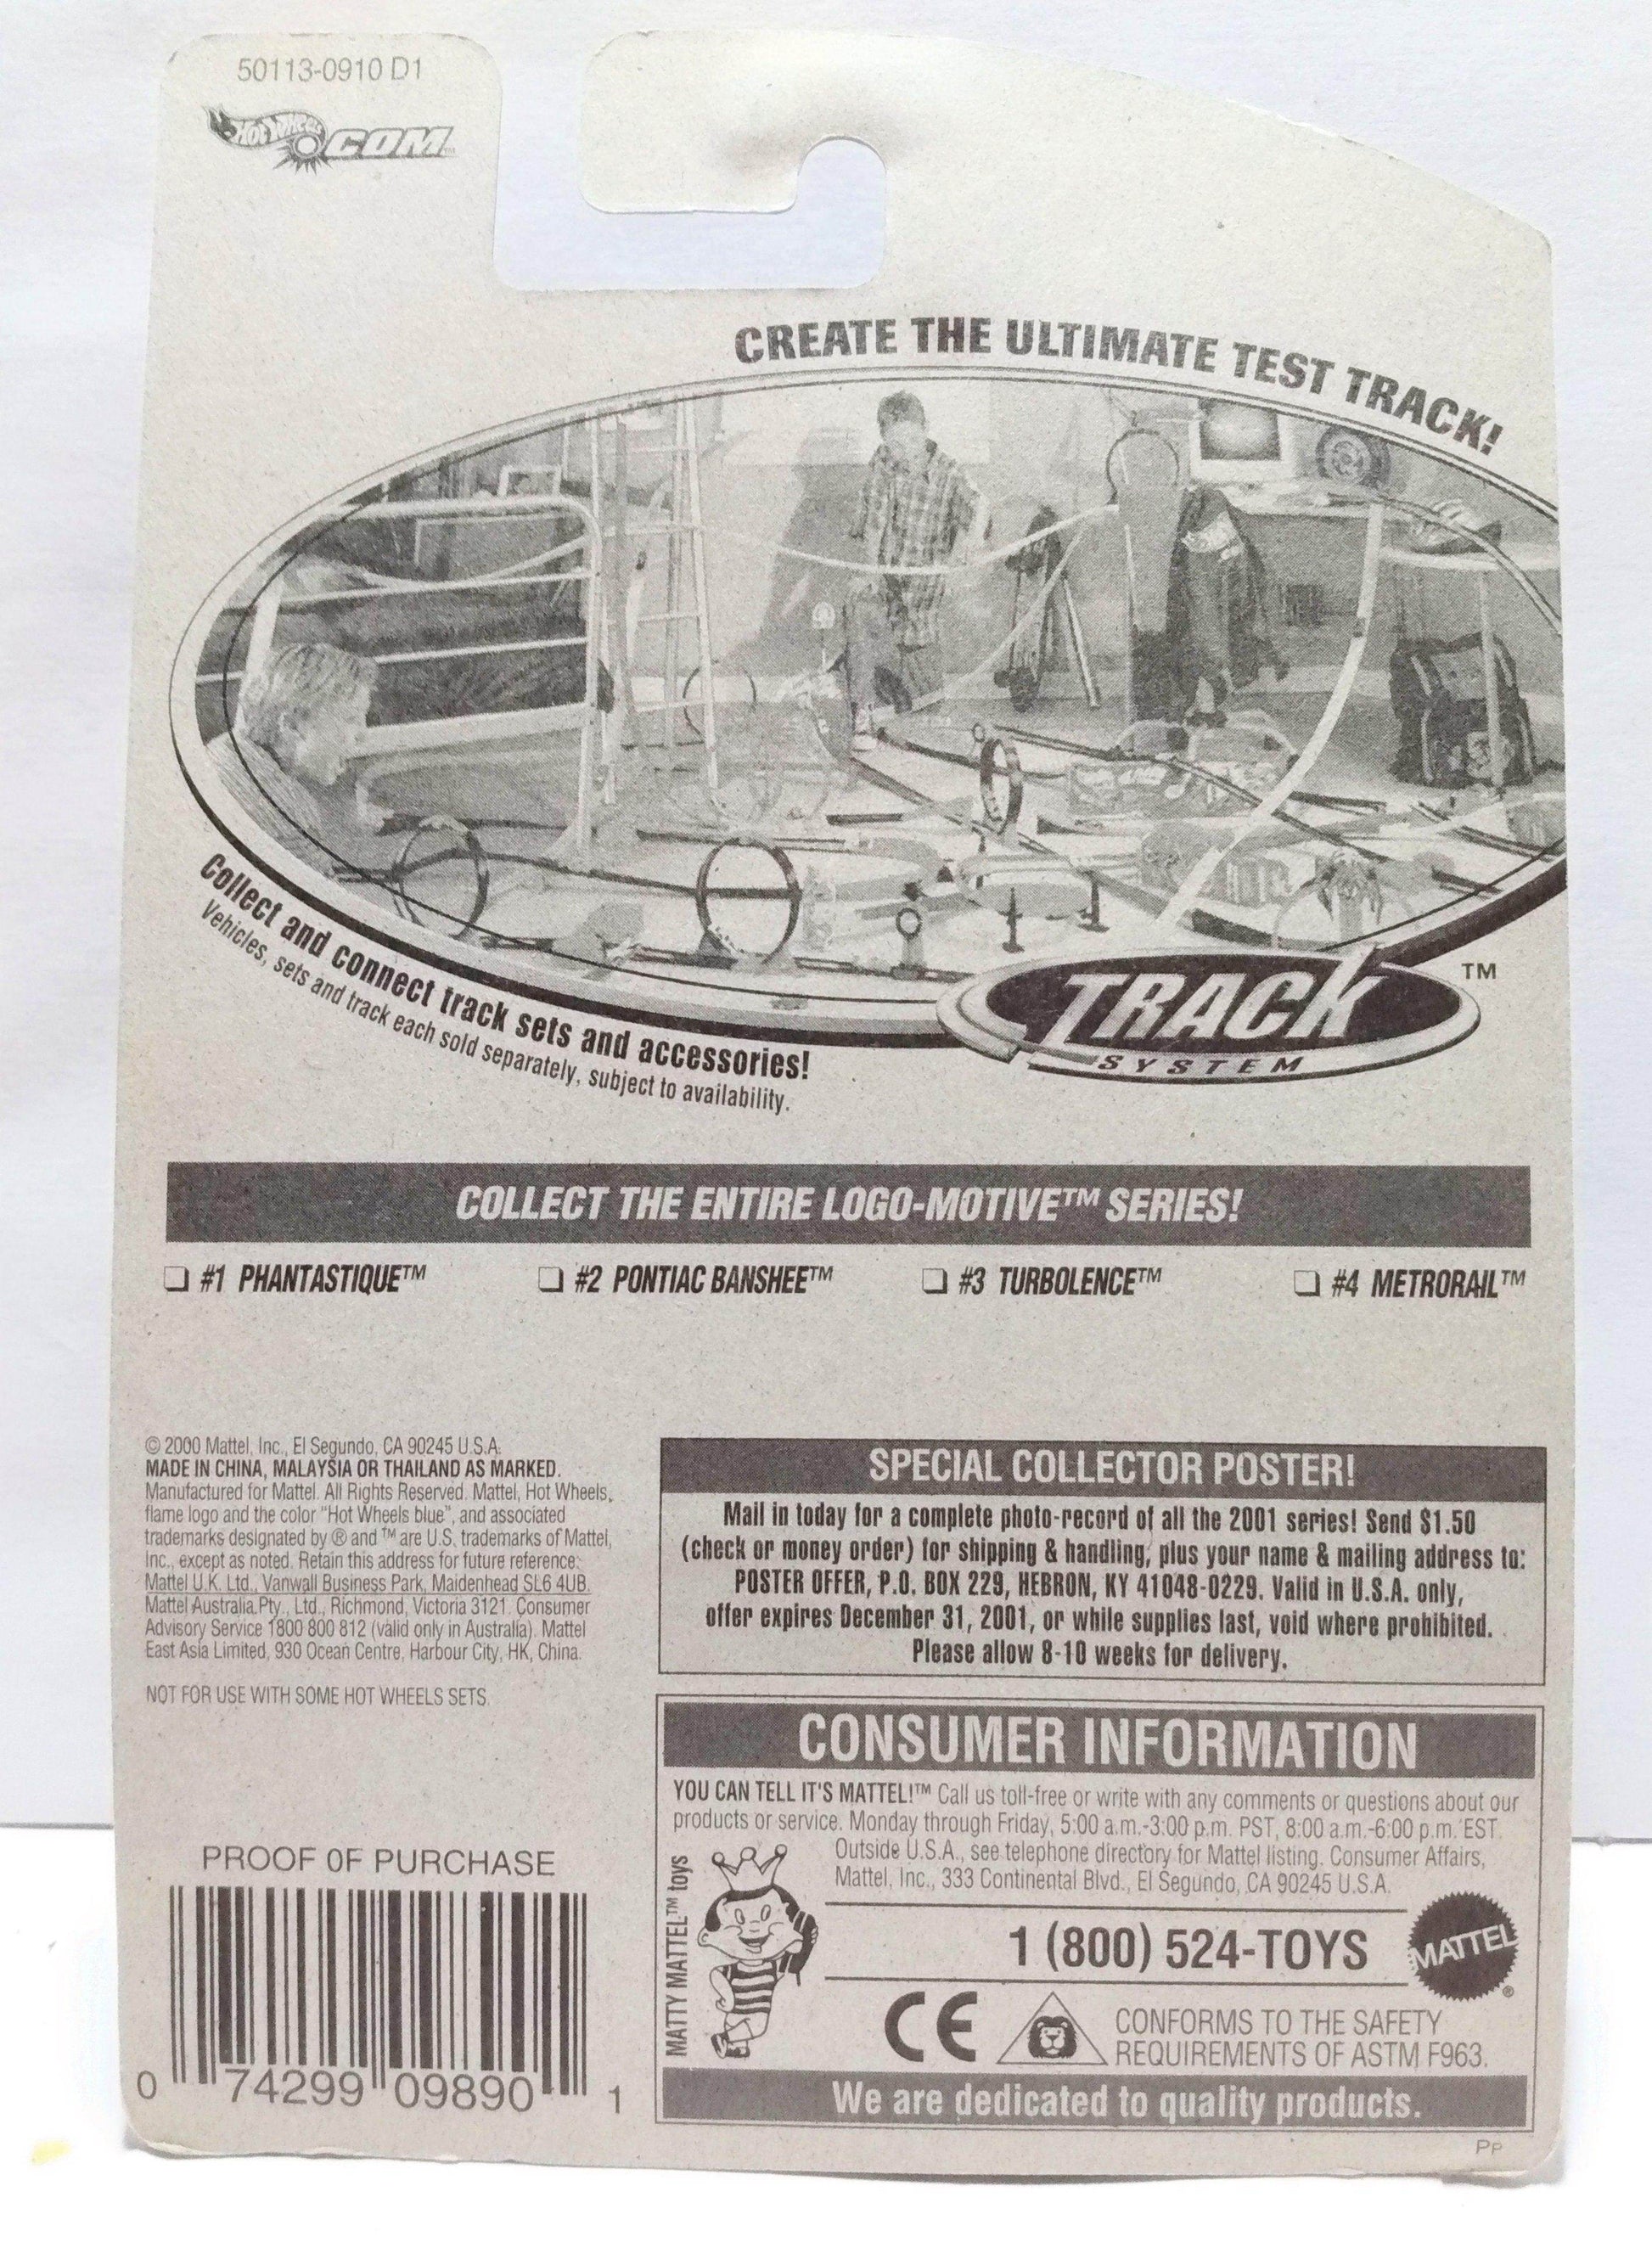 50113-0910 D1
Hot Wheels .COM™
CREATE THE ULTIMATE TEST TRACK!
Collect and connect track sets and accessories!
Vehicles, sets and track each sold separately, subject to availability.
TRACK ™
SYSTEM
COLLECT THE ENTIRE LOGO-MOTIVE™ SERIES!
❑ #1 PHANTASTIQUE™ ❑ #2 PONTIAC BANSHEE™ ❑ #3 TURBOLENCE™ ❑ #4 METRORAIL™
© 2000 Mattel, Inc., El Segundo, CA 90245 U.S.A.
MADE IN CHINA, MALAYSIA OR THAILAND AS MARKED.
Manufactured for Mattel. All Rights Reserved. Mattel, Hot Wheels,
flame logo and the color "Hot Wheels blue", and associated
trademarks designated by ® and ™ are U.S. trademarks of Mattel,
Inc., except as noted. Retain this address for future reference:
Mattel U.K. Ltd., Vanwall Business Park, Maidenhead SL6 4UB.
Mattel Australia Pty., Ltd., Richmond, Victoria 3121. Consumer
Advisory Service 1800 800 812 (valid only in Australia). Mattel
East Asia Limited, 930 Ocean Centre, Harbour City, HK, China.
NOT FOR USE WITH SOME HOT WHEELS SETS.
SPECIAL COLLECTOR POSTER!
Mail in today for a complete photo-record of all the 2001 series! Send $1.50
(check or money order) for shipping & handling, plus your name & mailing address to:
POSTER OFFER, P.O. BOX 229, HEBRON, KY 41048-0229. Valid in U.S.A. only,
offer expires December 31, 2001, or while supplies last, void where prohibited.
Please allow 8-10 weeks for delivery.
CONSUMER INFORMATION
YOU CAN TELL IT'S MATTEL!™ Call us toll-free or write with any comments or questions about our
products or service. Monday through Friday, 5:00 a.m.-3:00 p.m. PST, 8:00 a.m.-6:00 p.m. EST.
Outside U.S.A., see telephone directory for Mattel listing. Consumer Affairs,
Mattel, Inc., 333 Continental Blvd., El Segundo, CA 90245 U.S.A.
MATTY MATTEL™ toys
1 (800) 524-TOYS
MATTEL ®
CE
CONFORMS TO THE SAFETY
REQUIREMENTS OF ASTM F963.
We are dedicated to quality products.
PP
PROOF OF PURCHASE
0 74299 09890 1